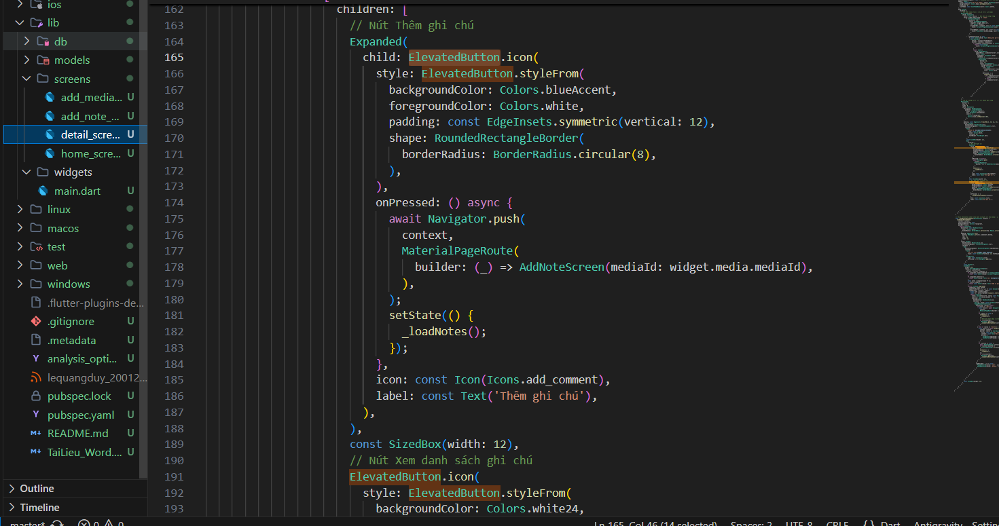 ios
lib
db
models
screens
add_media... U
add_note_... U
detail_scre... U
home_scre... U
widgets
main.dart U
linux
macos
test
web
windows
.flutter-plugins-de...
.gitignore U
.metadata U
analysis_opti... U
lequangduy_20012...
pubspec.lock U
pubspec.yaml U
README.md U
TaiLieu_Word.... U
Outline
Timeline
162 children: [
163 // Nút Thêm ghi chú
164 Expanded(
165 child: ElevatedButton.icon(
166 style: ElevatedButton.styleFrom(
167 backgroundColor: Colors.blueAccent,
168 foregroundColor: Colors.white,
169 padding: const EdgeInsets.symmetric(vertical: 12),
170 shape: RoundedRectangleBorder(
171 borderRadius: BorderRadius.circular(8),
172 ),
173 ),
174 onPressed: () async {
175 await Navigator.push(
176 context,
177 MaterialPageRoute(
178 builder: (_) => AddNoteScreen(mediaId: widget.media.mediaId),
179 ),
180 );
181 setState(() {
182 _loadNotes();
183 });
184 },
185 icon: const Icon(Icons.add_comment),
186 label: const Text('Thêm ghi chú'),
187 ),
188 ),
189 const SizedBox(width: 12),
190 // Nút Xem danh sách ghi chú
191 ElevatedButton.icon(
192 style: ElevatedButton.styleFrom(
193 backgroundColor: Colors.white24,
master* 0 0 Ln 165, Col 46 (14 selected) Spaces: 2 UTF-8 CRLF {} Dart Antigravity